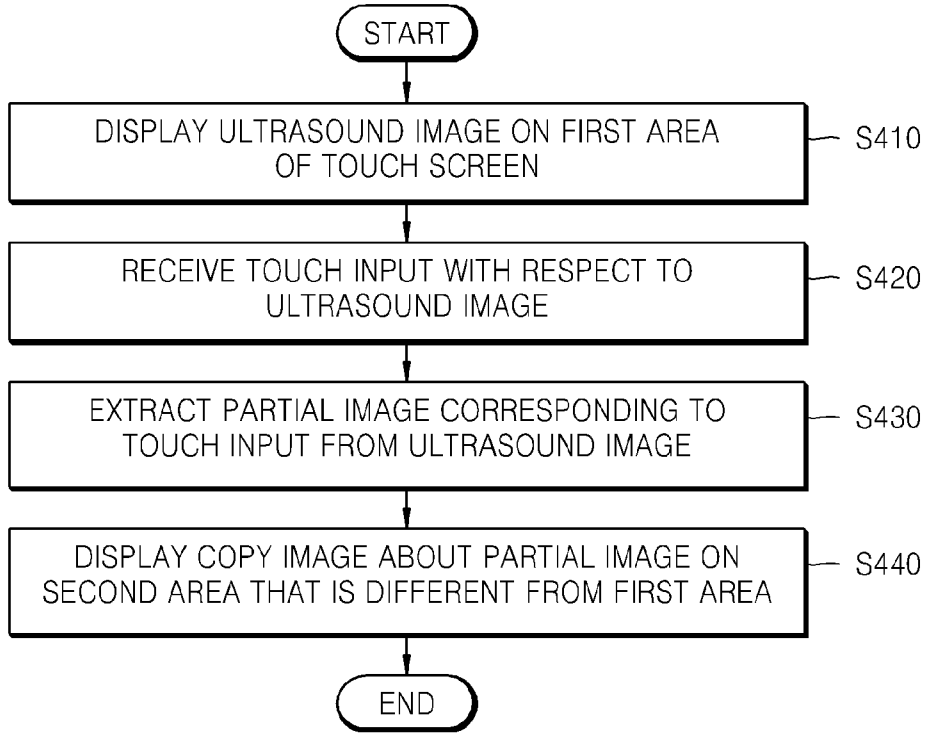 START
DISPLAY ULTRASOUND IMAGE ON FIRST AREA
OF TOUCH SCREEN
S410
RECEIVE TOUCH INPUT WITH RESPECT TO
ULTRASOUND IMAGE
S420
EXTRACT PARTIAL IMAGE CORRESPONDING TO
TOUCH INPUT FROM ULTRASOUND IMAGE
S430
DISPLAY COPY IMAGE ABOUT PARTIAL IMAGE ON
SECOND AREA THAT IS DIFFERENT FROM FIRST AREA
S440
END